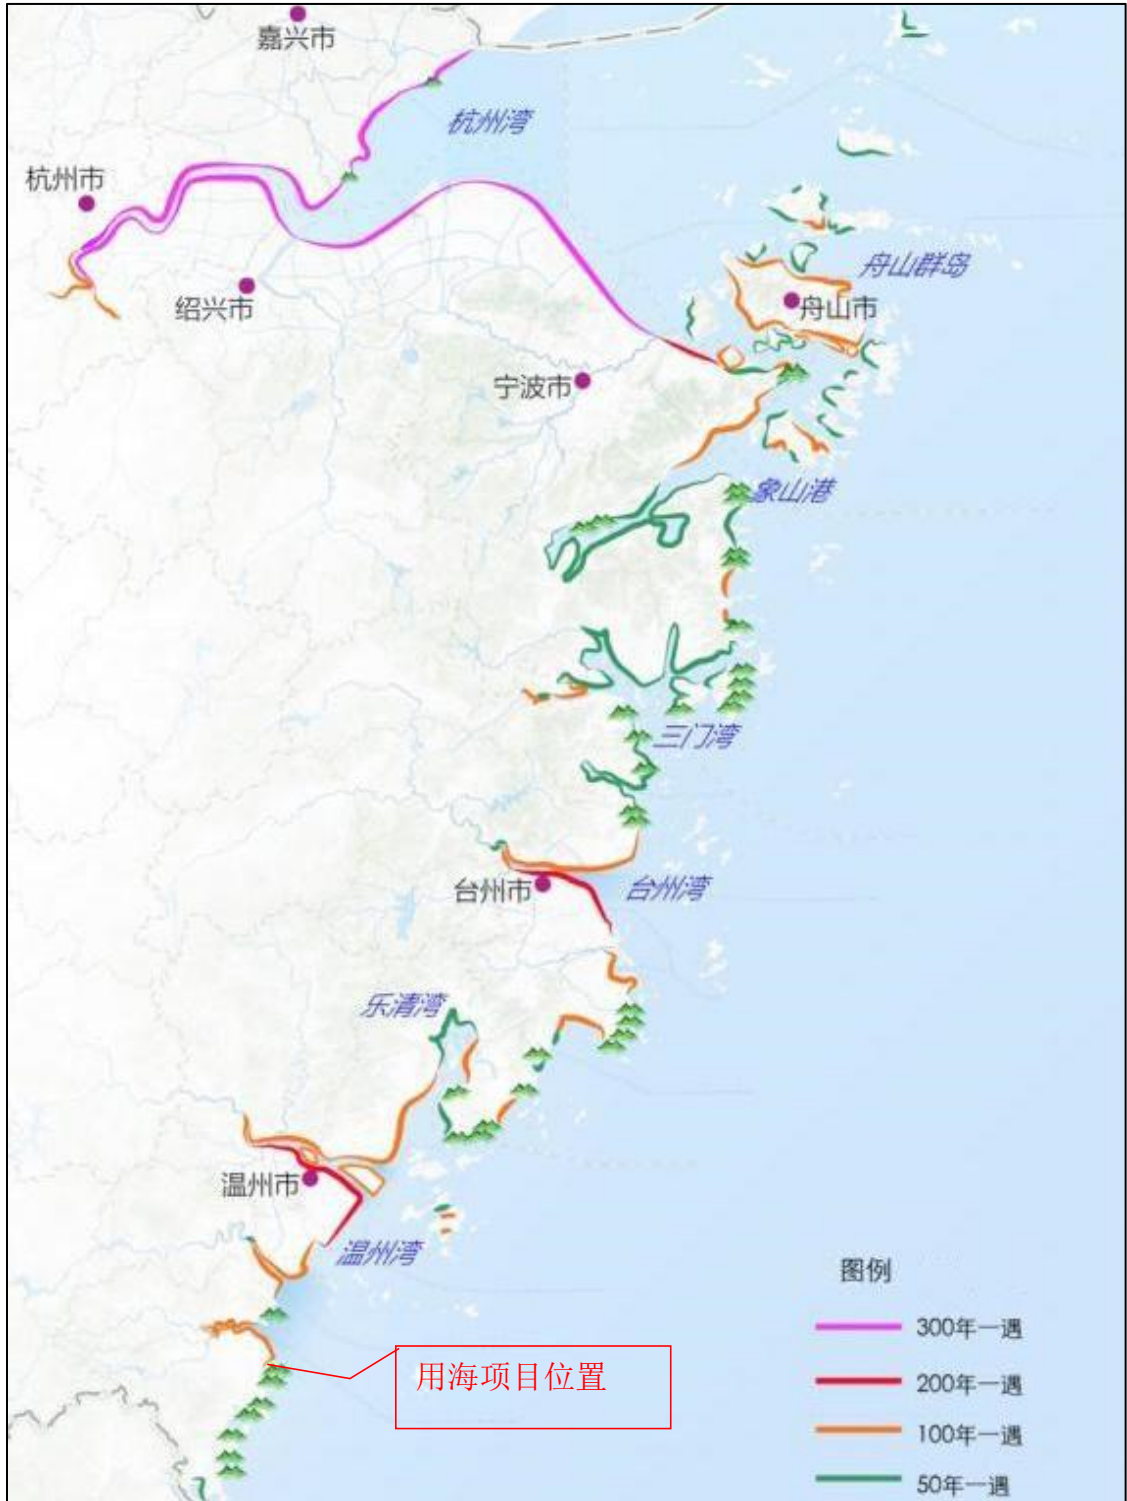 嘉兴市
杭州湾
杭州市
舟山群岛
绍兴市
舟山市
宁波市
象山港
三门湾
台州市
台州湾
乐清湾
温州市
温州湾
图例
300年一遇
用海项目位置
200年一遇
100年一遇
50年一遇